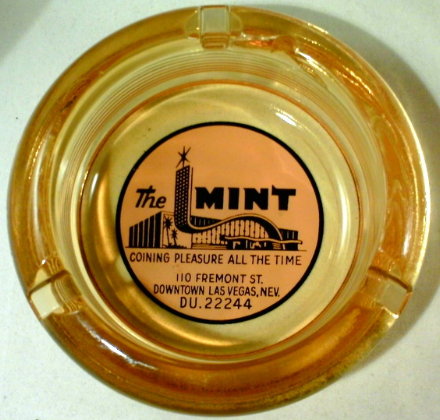 The MINT
COINING PLEASURE ALL THE TIME
110 FREMONT ST.
DOWNTOWN LAS VEGAS, NEV.
DU. 22244